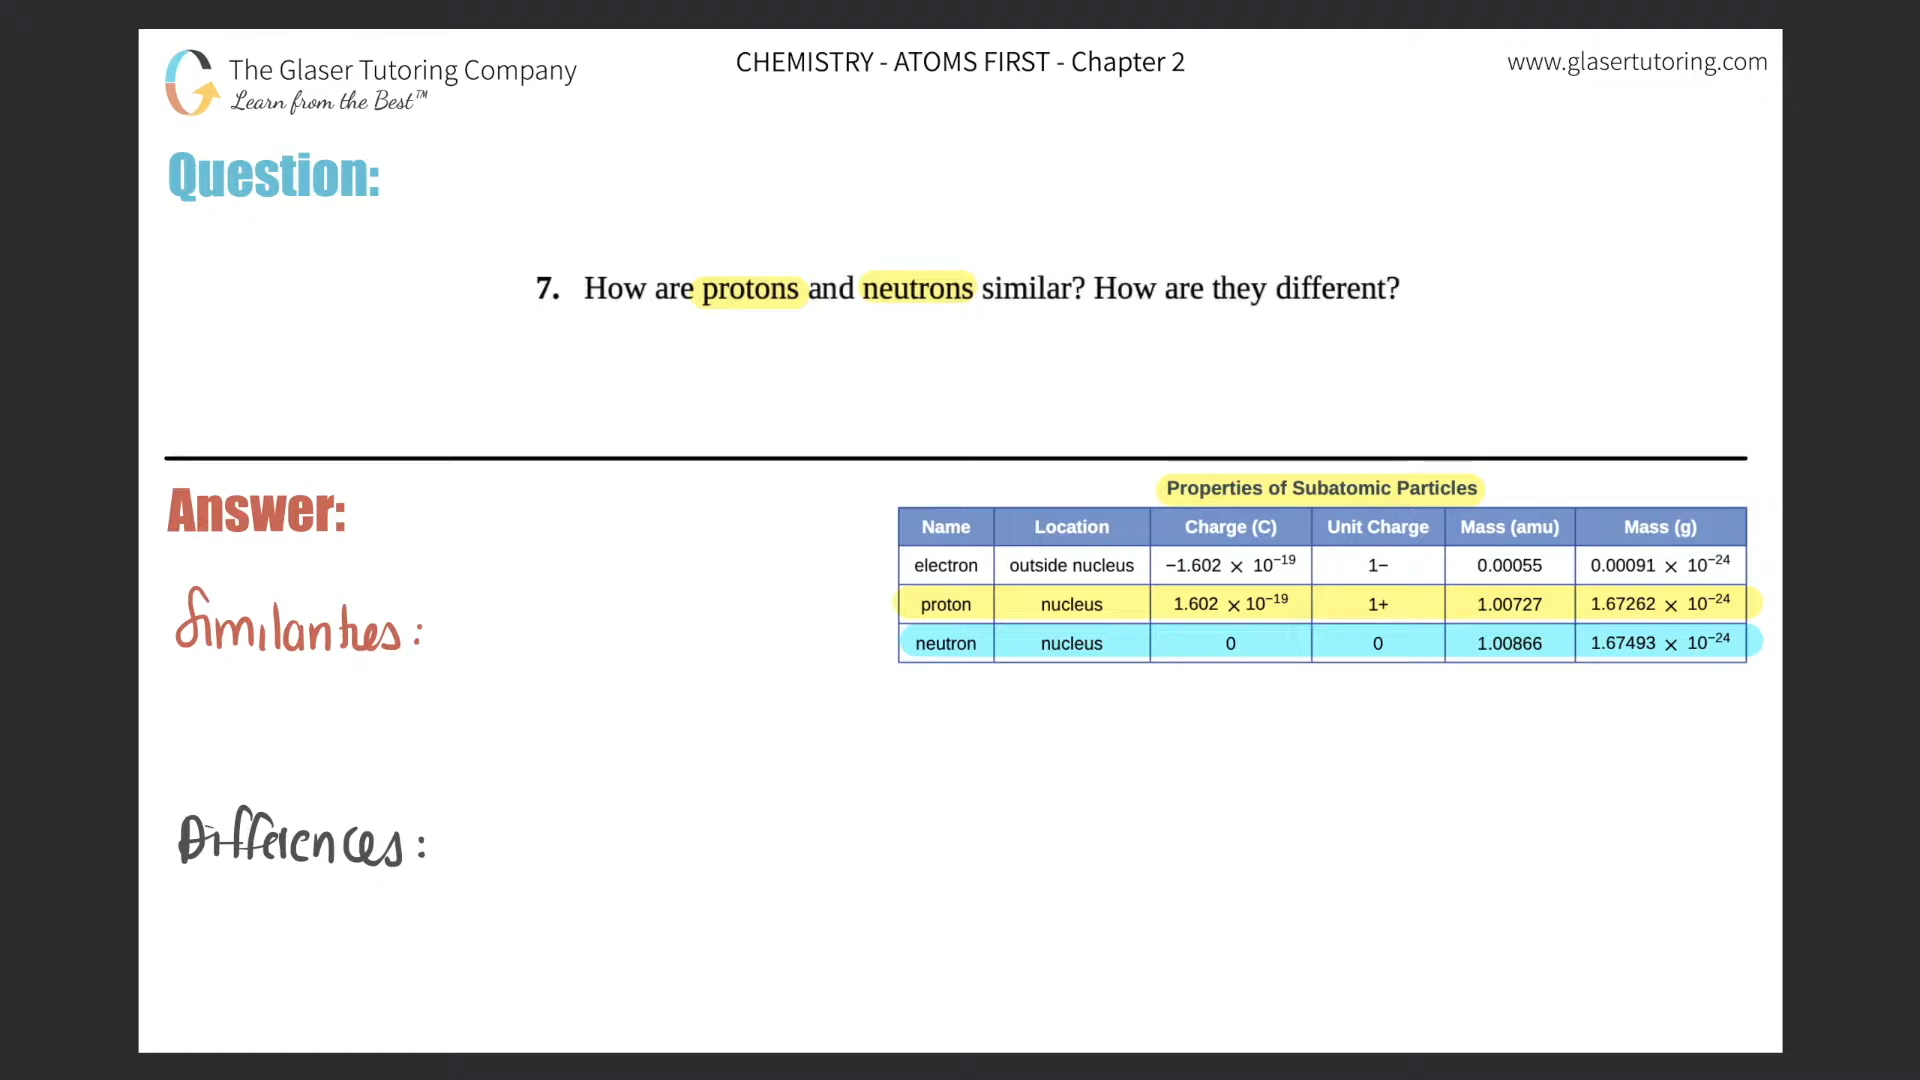 The Glaser Tutoring Company
Learn from the Best™
CHEMISTRY - ATOMS FIRST - Chapter 2
www.glasertutoring.com
Question:
7. How are protons and neutrons similar? How are they different?
Answer:
Similarities:
Differences:
Properties of Subatomic Particles
Name Location Charge (C) Unit Charge Mass (amu) Mass (g)
electron outside nucleus −1.602 × 10⁻¹⁹ 1− 0.00055 0.00091 × 10⁻²⁴
proton nucleus 1.602 × 10⁻¹⁹ 1+ 1.00727 1.67262 × 10⁻²⁴
neutron nucleus 0 0 1.00866 1.67493 × 10⁻²⁴